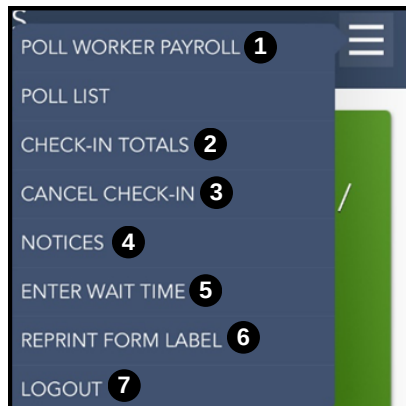 S
POLL WORKER PAYROLL 1
POLL LIST
CHECK-IN TOTALS 2
CANCEL CHECK-IN 3
/
NOTICES 4
ENTER WAIT TIME 5
REPRINT FORM LABEL 6
LOGOUT 7